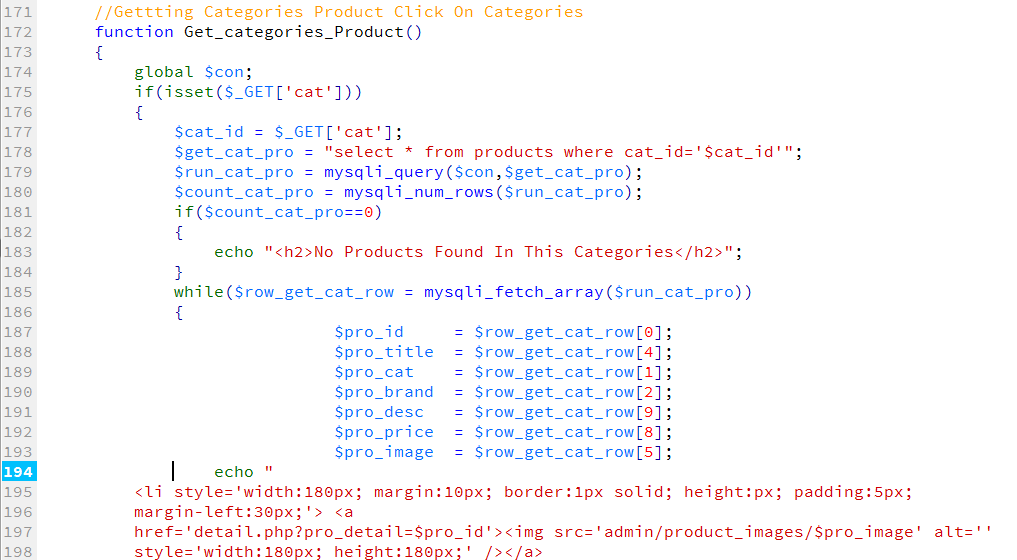 171 //Gettting Categories Product Click On Categories
172 function Get_categories_Product()
173 {
174 global $con;
175 if(isset($_GET['cat']))
176 {
177 $cat_id = $_GET['cat'];
178 $get_cat_pro = "select * from products where cat_id='$cat_id'";
179 $run_cat_pro = mysqli_query($con,$get_cat_pro);
180 $count_cat_pro = mysqli_num_rows($run_cat_pro);
181 if($count_cat_pro==0)
182 {
183 echo "<h2>No Products Found In This Categories</h2>";
184 }
185 while($row_get_cat_row = mysqli_fetch_array($run_cat_pro))
186 {
187 $pro_id = $row_get_cat_row[0];
188 $pro_title = $row_get_cat_row[4];
189 $pro_cat = $row_get_cat_row[1];
190 $pro_brand = $row_get_cat_row[2];
191 $pro_desc = $row_get_cat_row[9];
192 $pro_price = $row_get_cat_row[8];
193 $pro_image = $row_get_cat_row[5];
194 echo "
195 <li style='width:180px; margin:10px; border:1px solid; height:px; padding:5px;
196 margin-left:30px;'> <a
197 href='detail.php?pro_detail=$pro_id'><img src='admin/product_images/$pro_image' alt=''
198 style='width:180px; height:180px;' /></a>